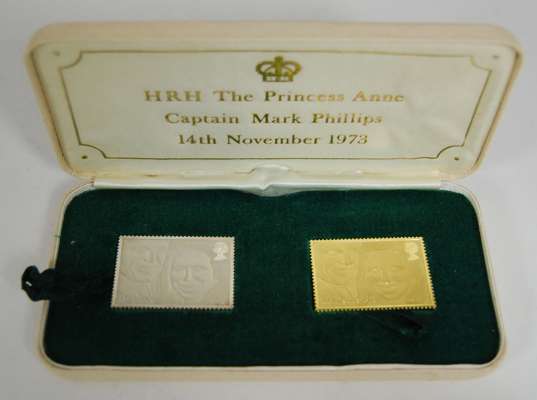 HRH The Princess Anne
Captain Mark Phillips
14th November 1973